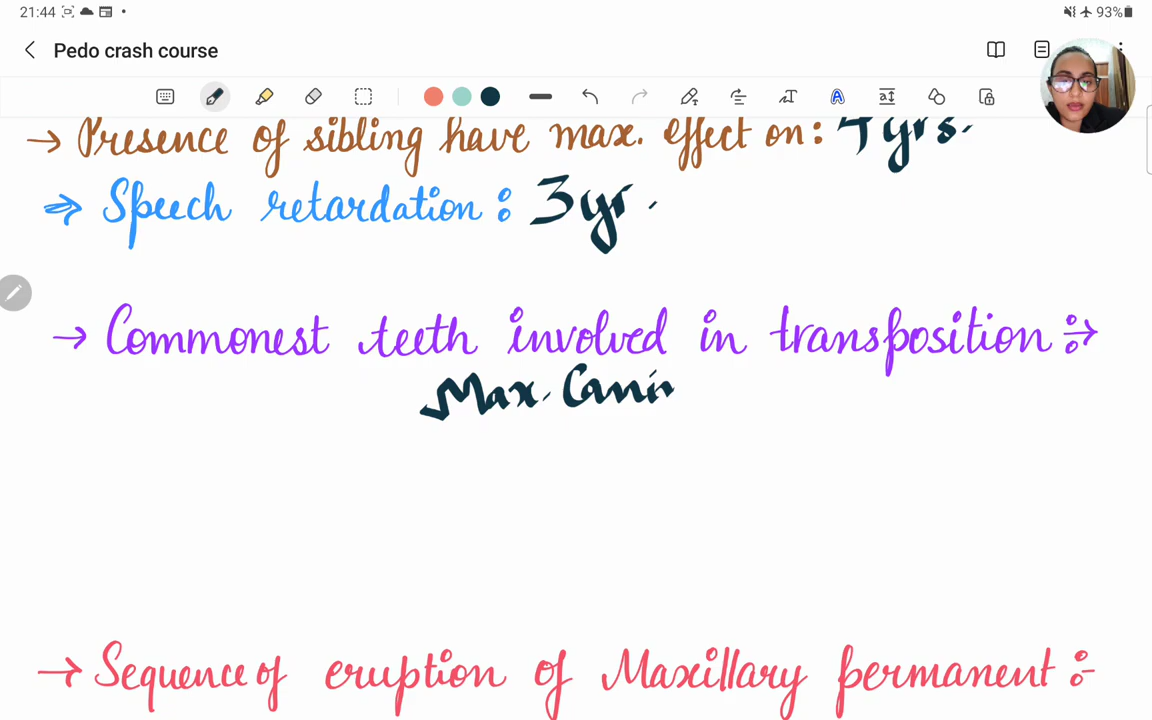 21:44 93%
Pedo crash course
→ Presence of sibling have max. effect on: 4 yrs.
⇒ Speech retardation : 3 yr.
→ Commonest teeth involved in transposition :→
Max. Canin
→ Sequence of eruption of Maxillary permanent :-